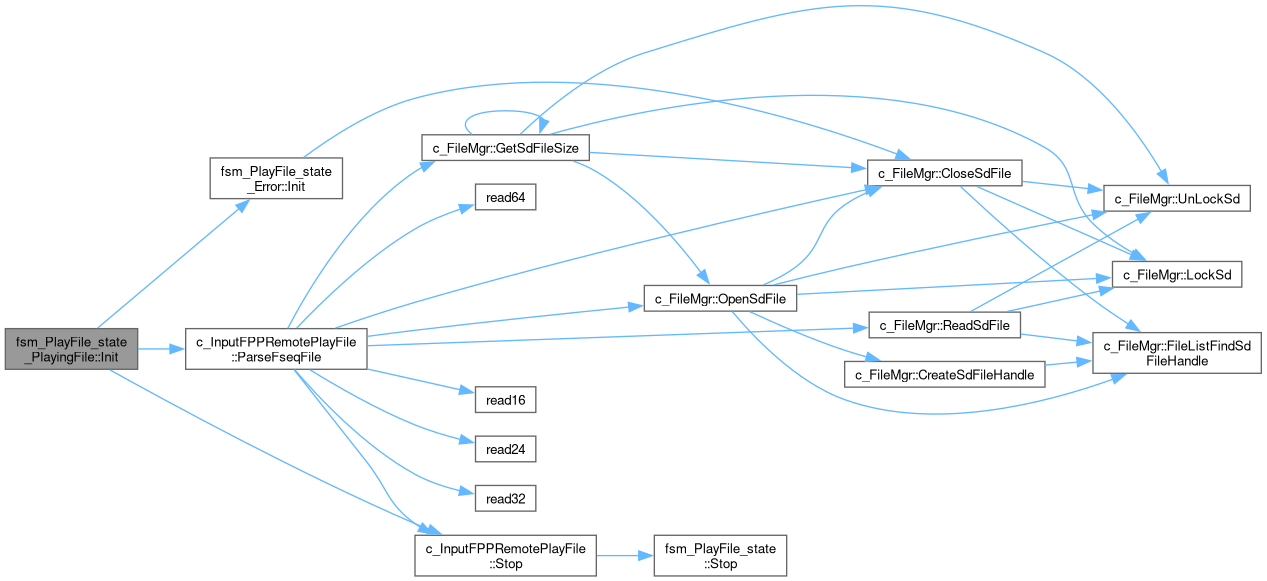 fsm_PlayFile_state
_PlayingFile::Init
fsm_PlayFile_state
_Error::Init
c_InputFPPRemotePlayFile
::ParseFseqFile
c_FileMgr::GetSdFileSize
read64
c_FileMgr::OpenSdFile
c_FileMgr::CloseSdFile
c_FileMgr::UnLockSd
c_FileMgr::LockSd
c_FileMgr::ReadSdFile
c_FileMgr::FileListFindSd
FileHandle
c_FileMgr::CreateSdFileHandle
read16
read24
read32
c_InputFPPRemotePlayFile
::Stop
fsm_PlayFile_state
::Stop